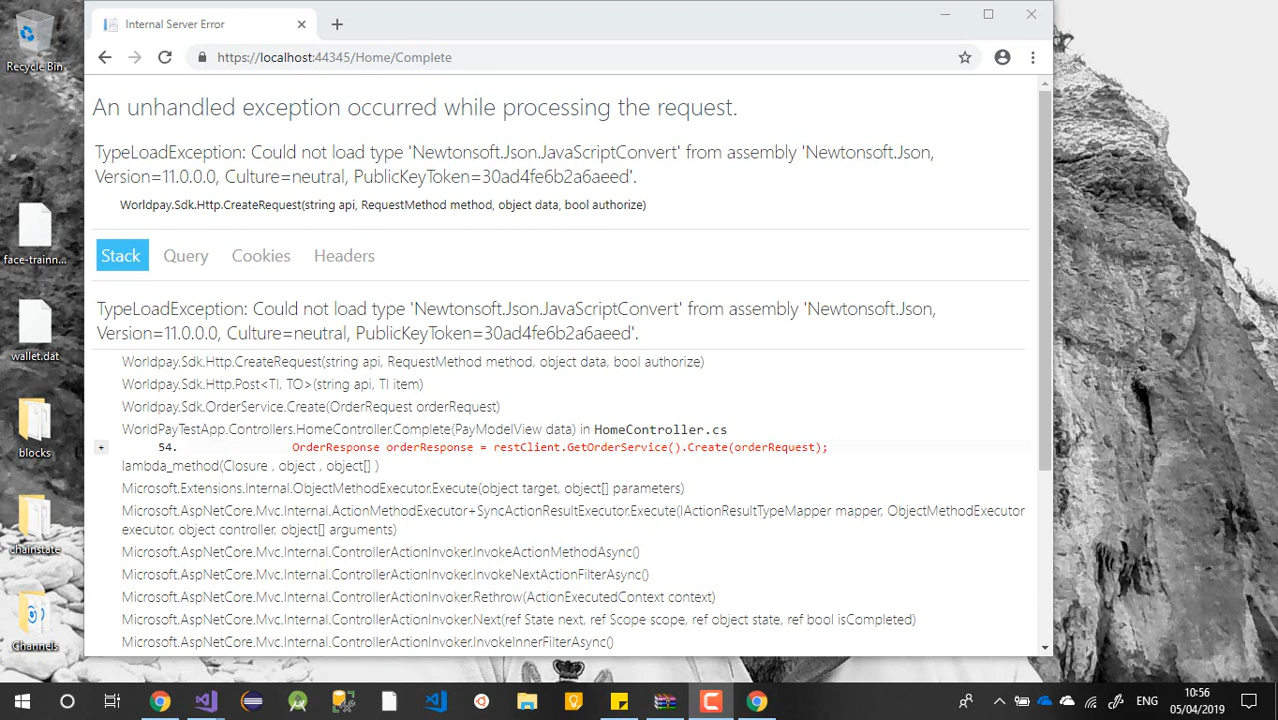 Internal Server Error
https://localhost:44345/Home/Complete
An unhandled exception occurred while processing the request.
TypeLoadException: Could not load type 'Newtonsoft.Json.JavaScriptConvert' from assembly 'Newtonsoft.Json,
Version=11.0.0.0, Culture=neutral, PublicKeyToken=30ad4fe6b2a6aeed'.
Worldpay.Sdk.Http.CreateRequest(string api, RequestMethod method, object data, bool authorize)
Stack Query Cookies Headers
TypeLoadException: Could not load type 'Newtonsoft.Json.JavaScriptConvert' from assembly 'Newtonsoft.Json,
Version=11.0.0.0, Culture=neutral, PublicKeyToken=30ad4fe6b2a6aeed'.
Worldpay.Sdk.Http.CreateRequest(string api, RequestMethod method, object data, bool authorize)
Worldpay.Sdk.Http.Post<TI, TO>(string api, TI item)
Worldpay.Sdk.OrderService.Create(OrderRequest orderRequest)
WorldPayTestApp.Controllers.HomeController.Complete(PayModelView data) in HomeController.cs
+ 54. OrderResponse orderResponse = restClient.GetOrderService().Create(orderRequest);
lambda_method(Closure , object , object[] )
Microsoft.Extensions.Internal.ObjectMethodExecutor.Execute(object target, object[] parameters)
Microsoft.AspNetCore.Mvc.Internal.ActionMethodExecutor+SyncActionResultExecutor.Execute(IActionResultTypeMapper mapper, ObjectMethodExecutor
executor, object controller, object[] arguments)
Microsoft.AspNetCore.Mvc.Internal.ControllerActionInvoker.InvokeActionMethodAsync()
Microsoft.AspNetCore.Mvc.Internal.ControllerActionInvoker.InvokeNextActionFilterAsync()
Microsoft.AspNetCore.Mvc.Internal.ControllerActionInvoker.Rethrow(ActionExecutedContext context)
Microsoft.AspNetCore.Mvc.Internal.ControllerActionInvoker.Next(ref State next, ref Scope scope, ref object state, ref bool isCompleted)
Microsoft.AspNetCore.Mvc.Internal.ControllerActionInvoker.InvokeInnerFilterAsync()
Recycle Bin
face-trainn...
wallet.dat
blocks
chainstate
Channels
ENG
10:56
05/04/2019